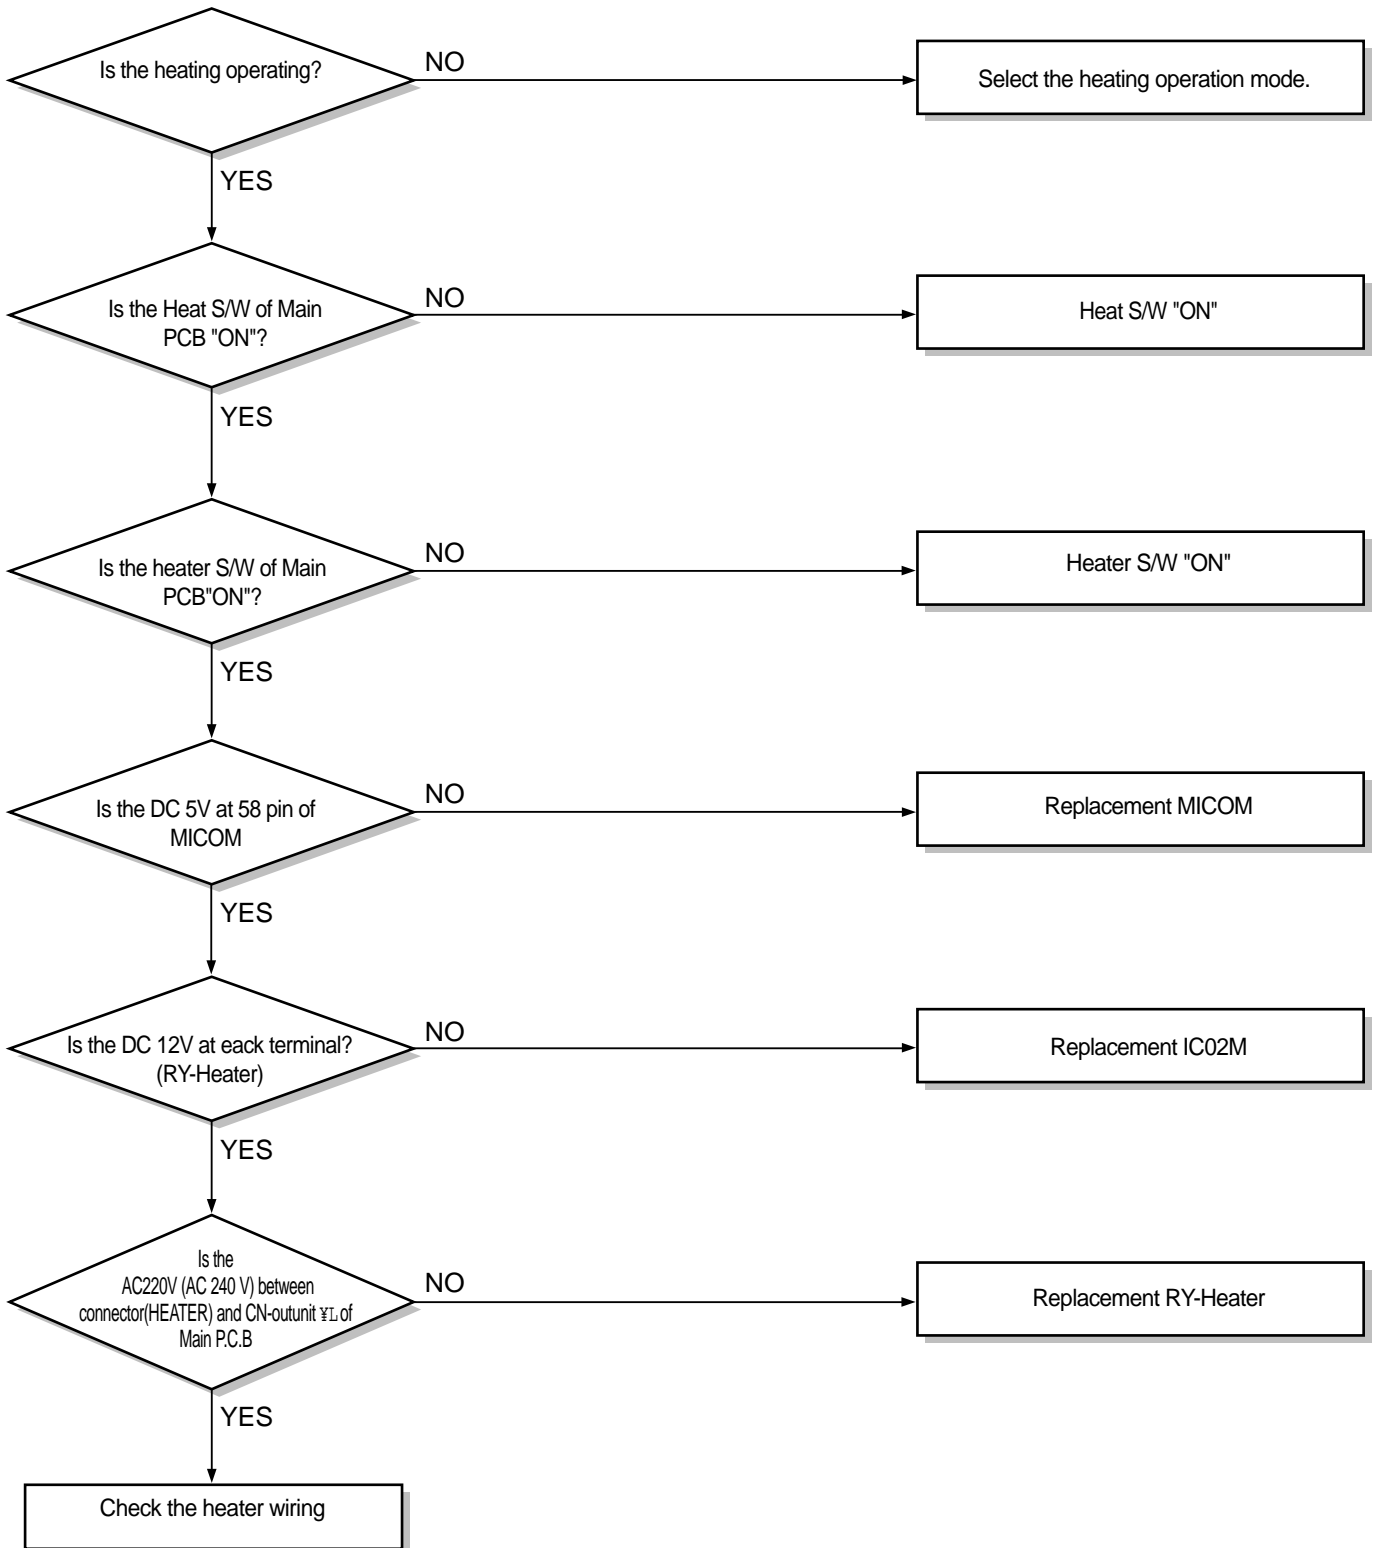 Is the heating operating?
NO
Select the heating operation mode.
YES
Is the Heat S/W of Main
PCB "ON"?
NO
Heat S/W "ON"
YES
Is the heater S/W of Main
PCB"ON"?
NO
Heater S/W "ON"
YES
Is the DC 5V at 58 pin of
MICOM
NO
Replacement MICOM
YES
Is the DC 12V at eack terminal?
(RY-Heater)
NO
Replacement IC02M
YES
Is the
AC220V (AC 240 V) between
connector(HEATER) and CN-outunit ¥L of
Main P.C.B
NO
Replacement RY-Heater
YES
Check the heater wiring